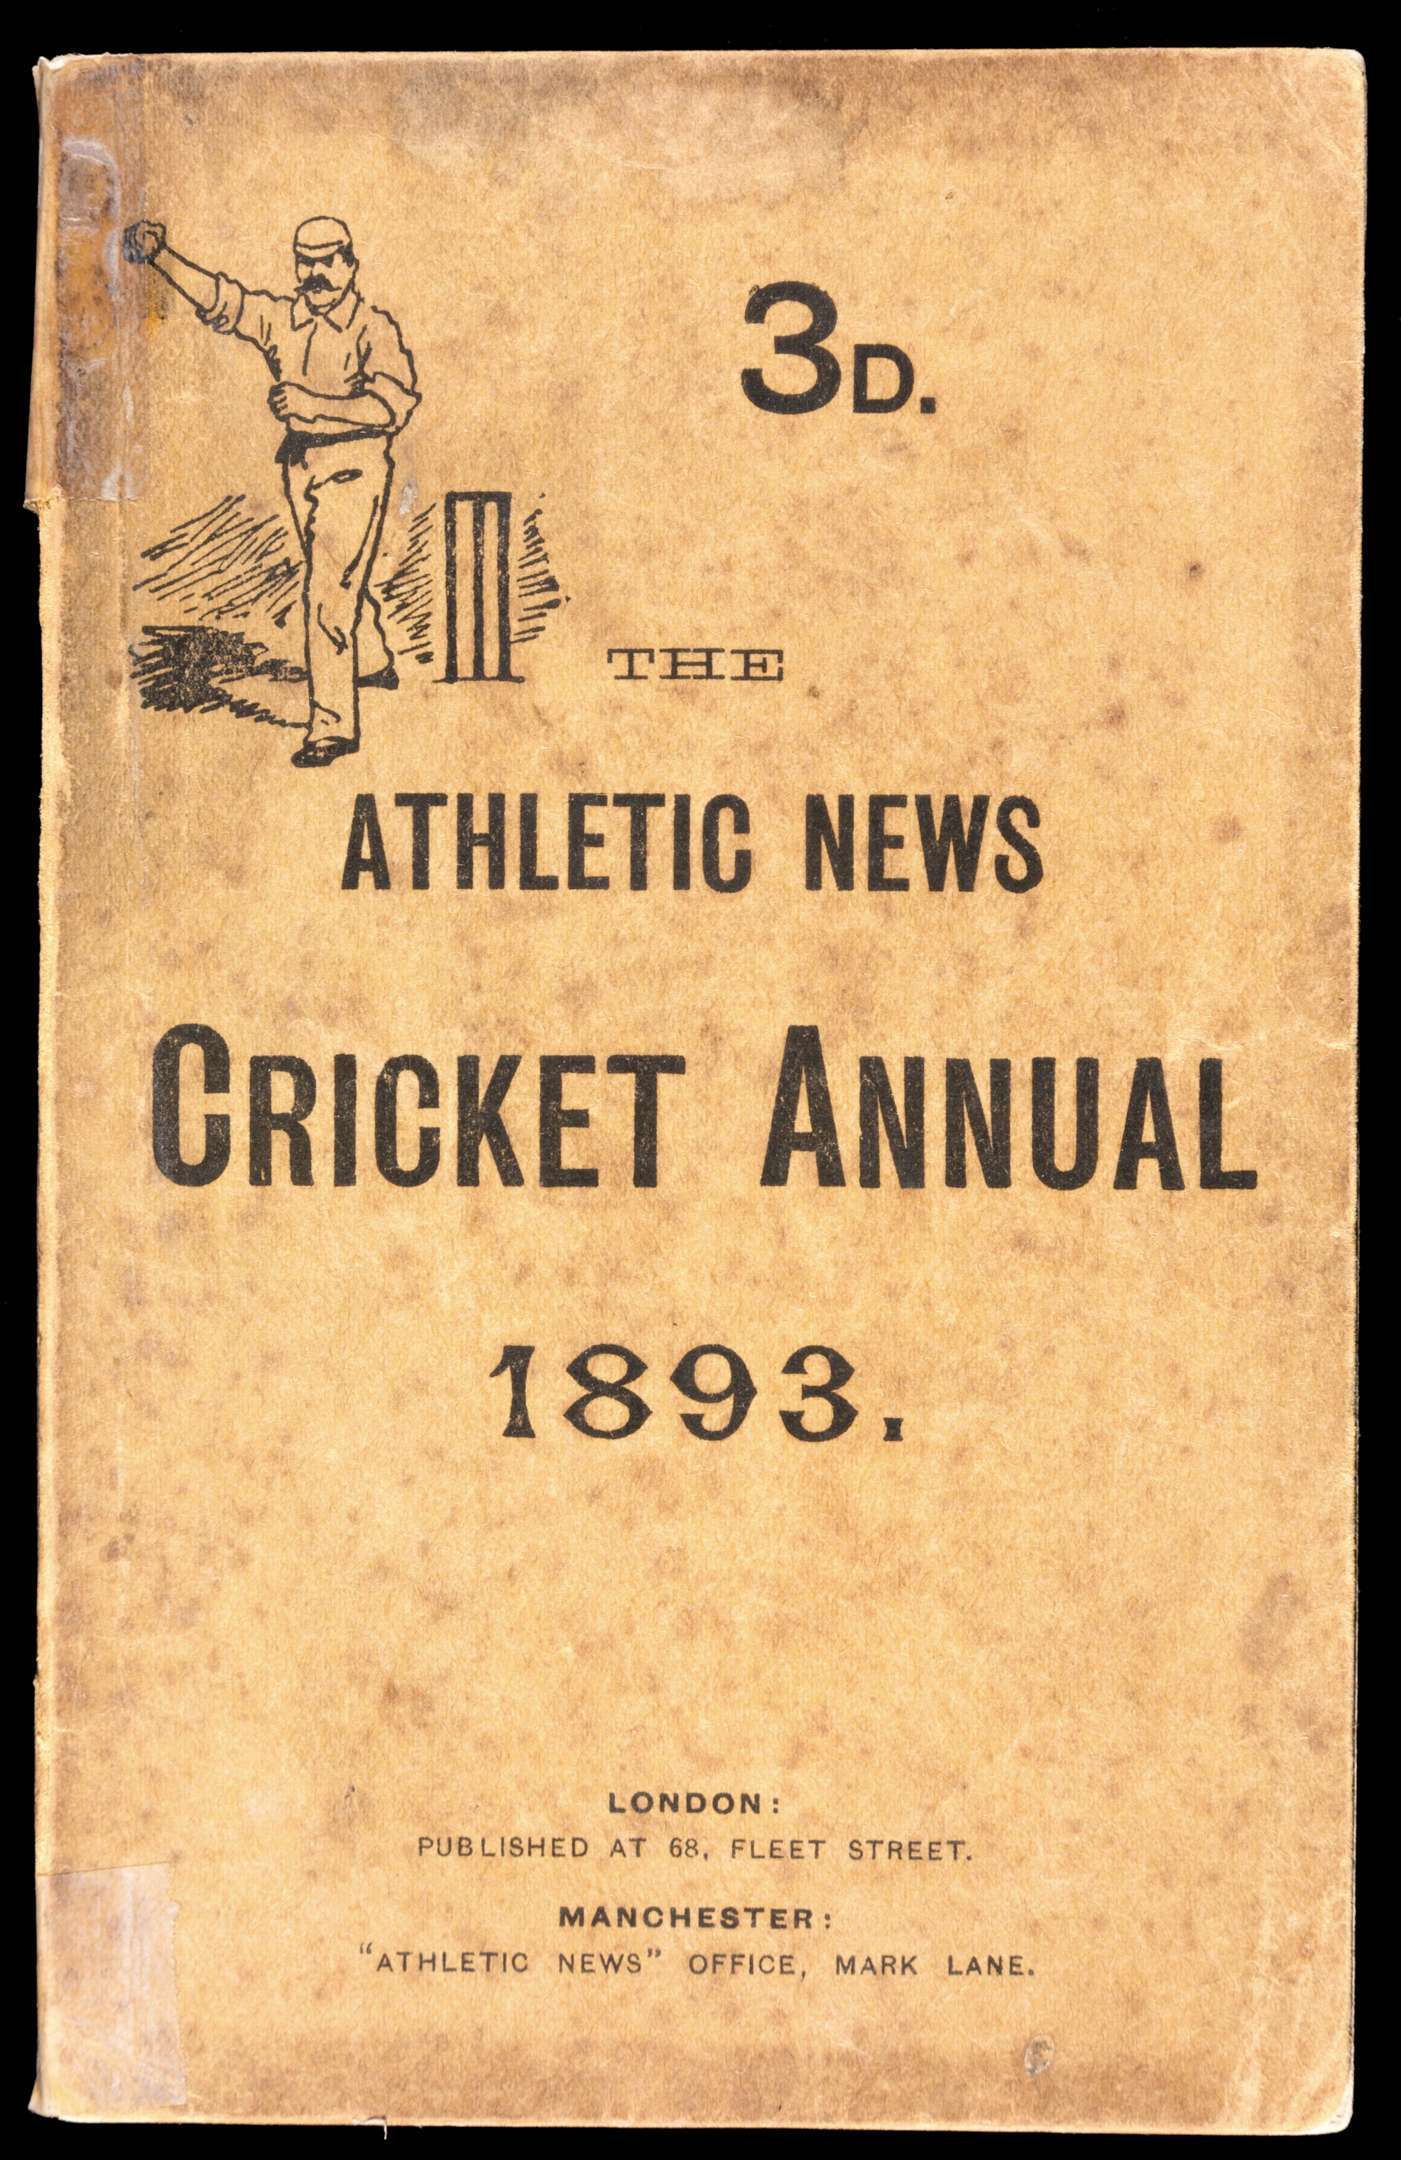 3D.
THE
ATHLETIC NEWS
CRICKET ANNUAL
1893.
LONDON:
PUBLISHED AT 68, FLEET STREET.
MANCHESTER:
"ATHLETIC NEWS" OFFICE, MARK LANE.